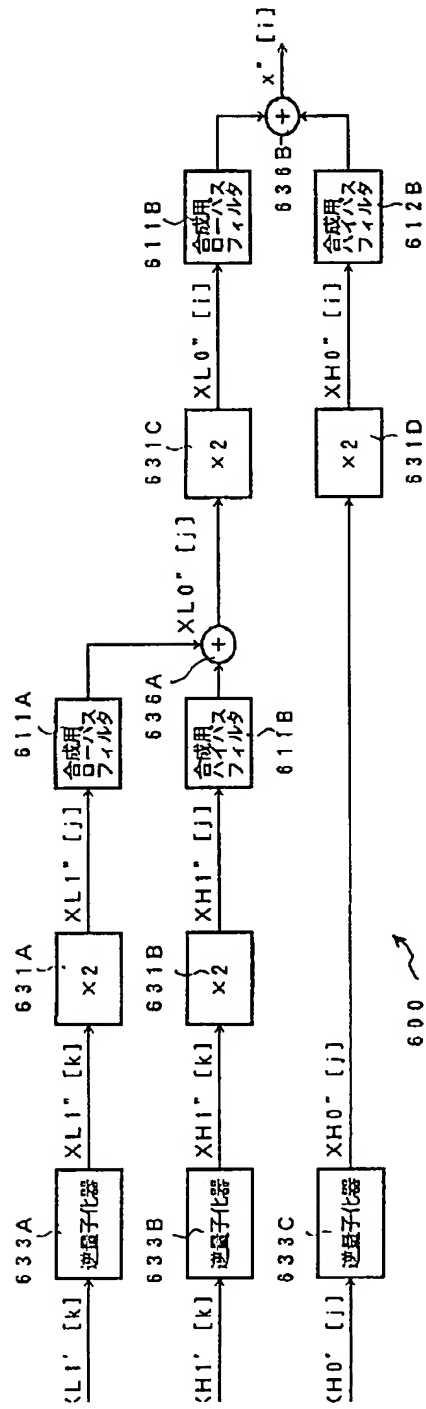 XL1' [k]
633A
逆量子化器
XL1" [k]
631A
×2
XL1" [j]
611A
合成用
ローパス
フィルタ
XH1' [k]
633B
逆量子化器
XH1" [k]
631B
×2
XH1" [j]
611B
合成用
ハイパス
フィルタ
636A
+
XL0" [j]
631C
×2
XL0" [i]
611B
合成用
ローパス
フィルタ
XH0' [j]
633C
逆量子化器
XH0" [j]
631D
×2
XH0" [i]
612B
合成用
ハイパス
フィルタ
636B
+
x" [i]
600